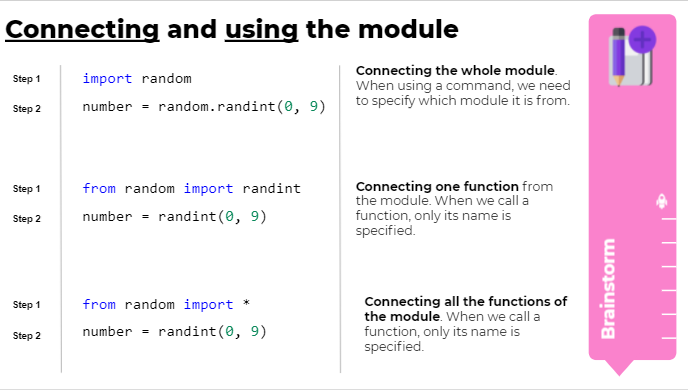 Connecting and using the module
Step 1
import random
Step 2
number = random.randint(0, 9)
Connecting the whole module.
When using a command, we need
to specify which module it is from.
Step 1
from random import randint
Step 2
number = randint(0, 9)
Connecting one function from
the module. When we call a
function, only its name is
specified.
Step 1
from random import *
Step 2
number = randint(0, 9)
Connecting all the functions of
the module. When we call a
function, only its name is
specified.
Brainstorm